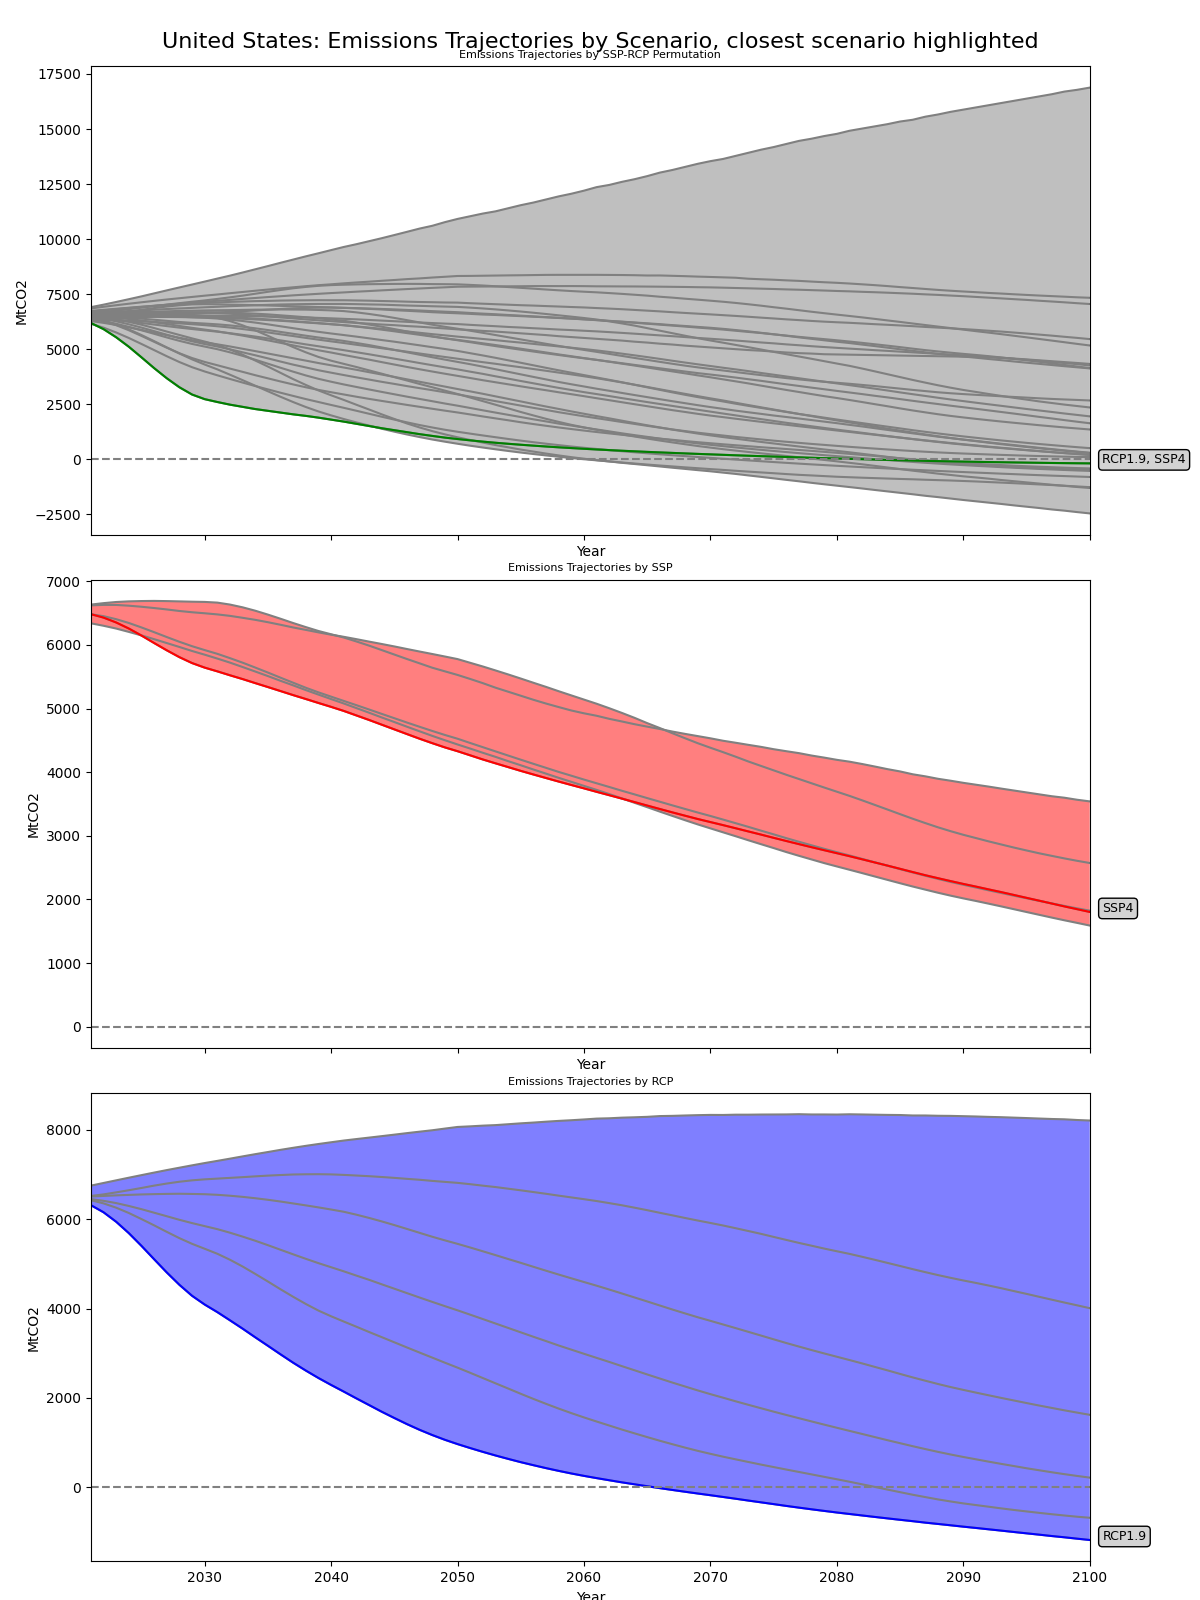 United States: Emissions Trajectories by Scenario, closest scenario highlighted
Emissions Trajectories by SSP-RCP Permutation
17500
15000
12500
10000
7500
5000
2500
0
−2500
MtCO2
RCP1.9, SSP4
Year
Emissions Trajectories by SSP
7000
6000
5000
4000
3000
2000
1000
0
MtCO2
SSP4
Year
Emissions Trajectories by RCP
8000
6000
4000
2000
0
MtCO2
RCP1.9
2030 2040 2050 2060 2070 2080 2090 2100
Year